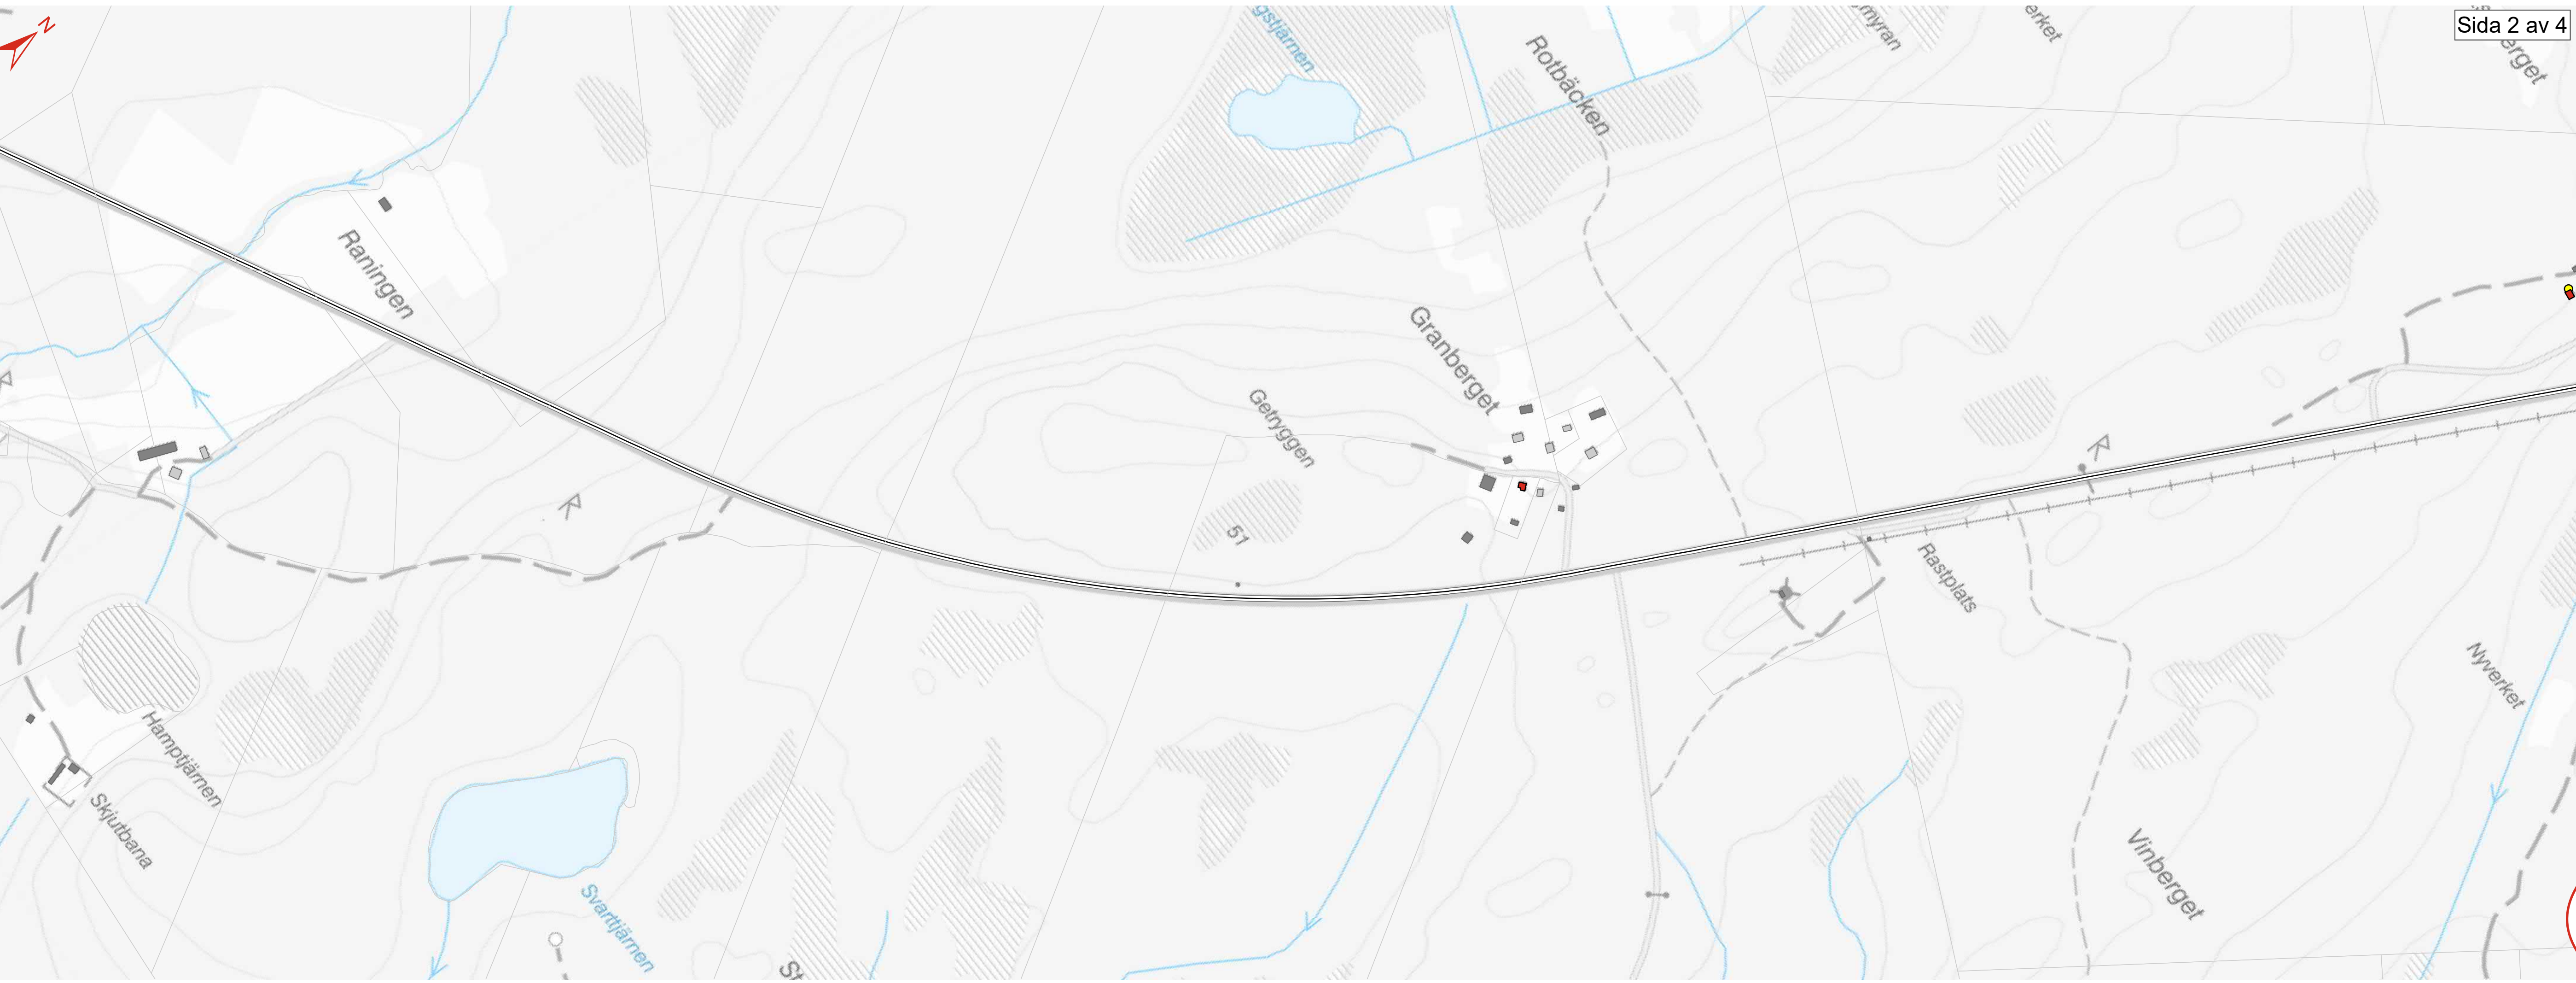 N
Sida 2 av 4
Rotbäcken
Raningen
Granberget
Getryggen
51
R
R
R
Rastplats
Nyverket
Hamptjärnen
Skjutbana
Svarttjärnen
Vinberget